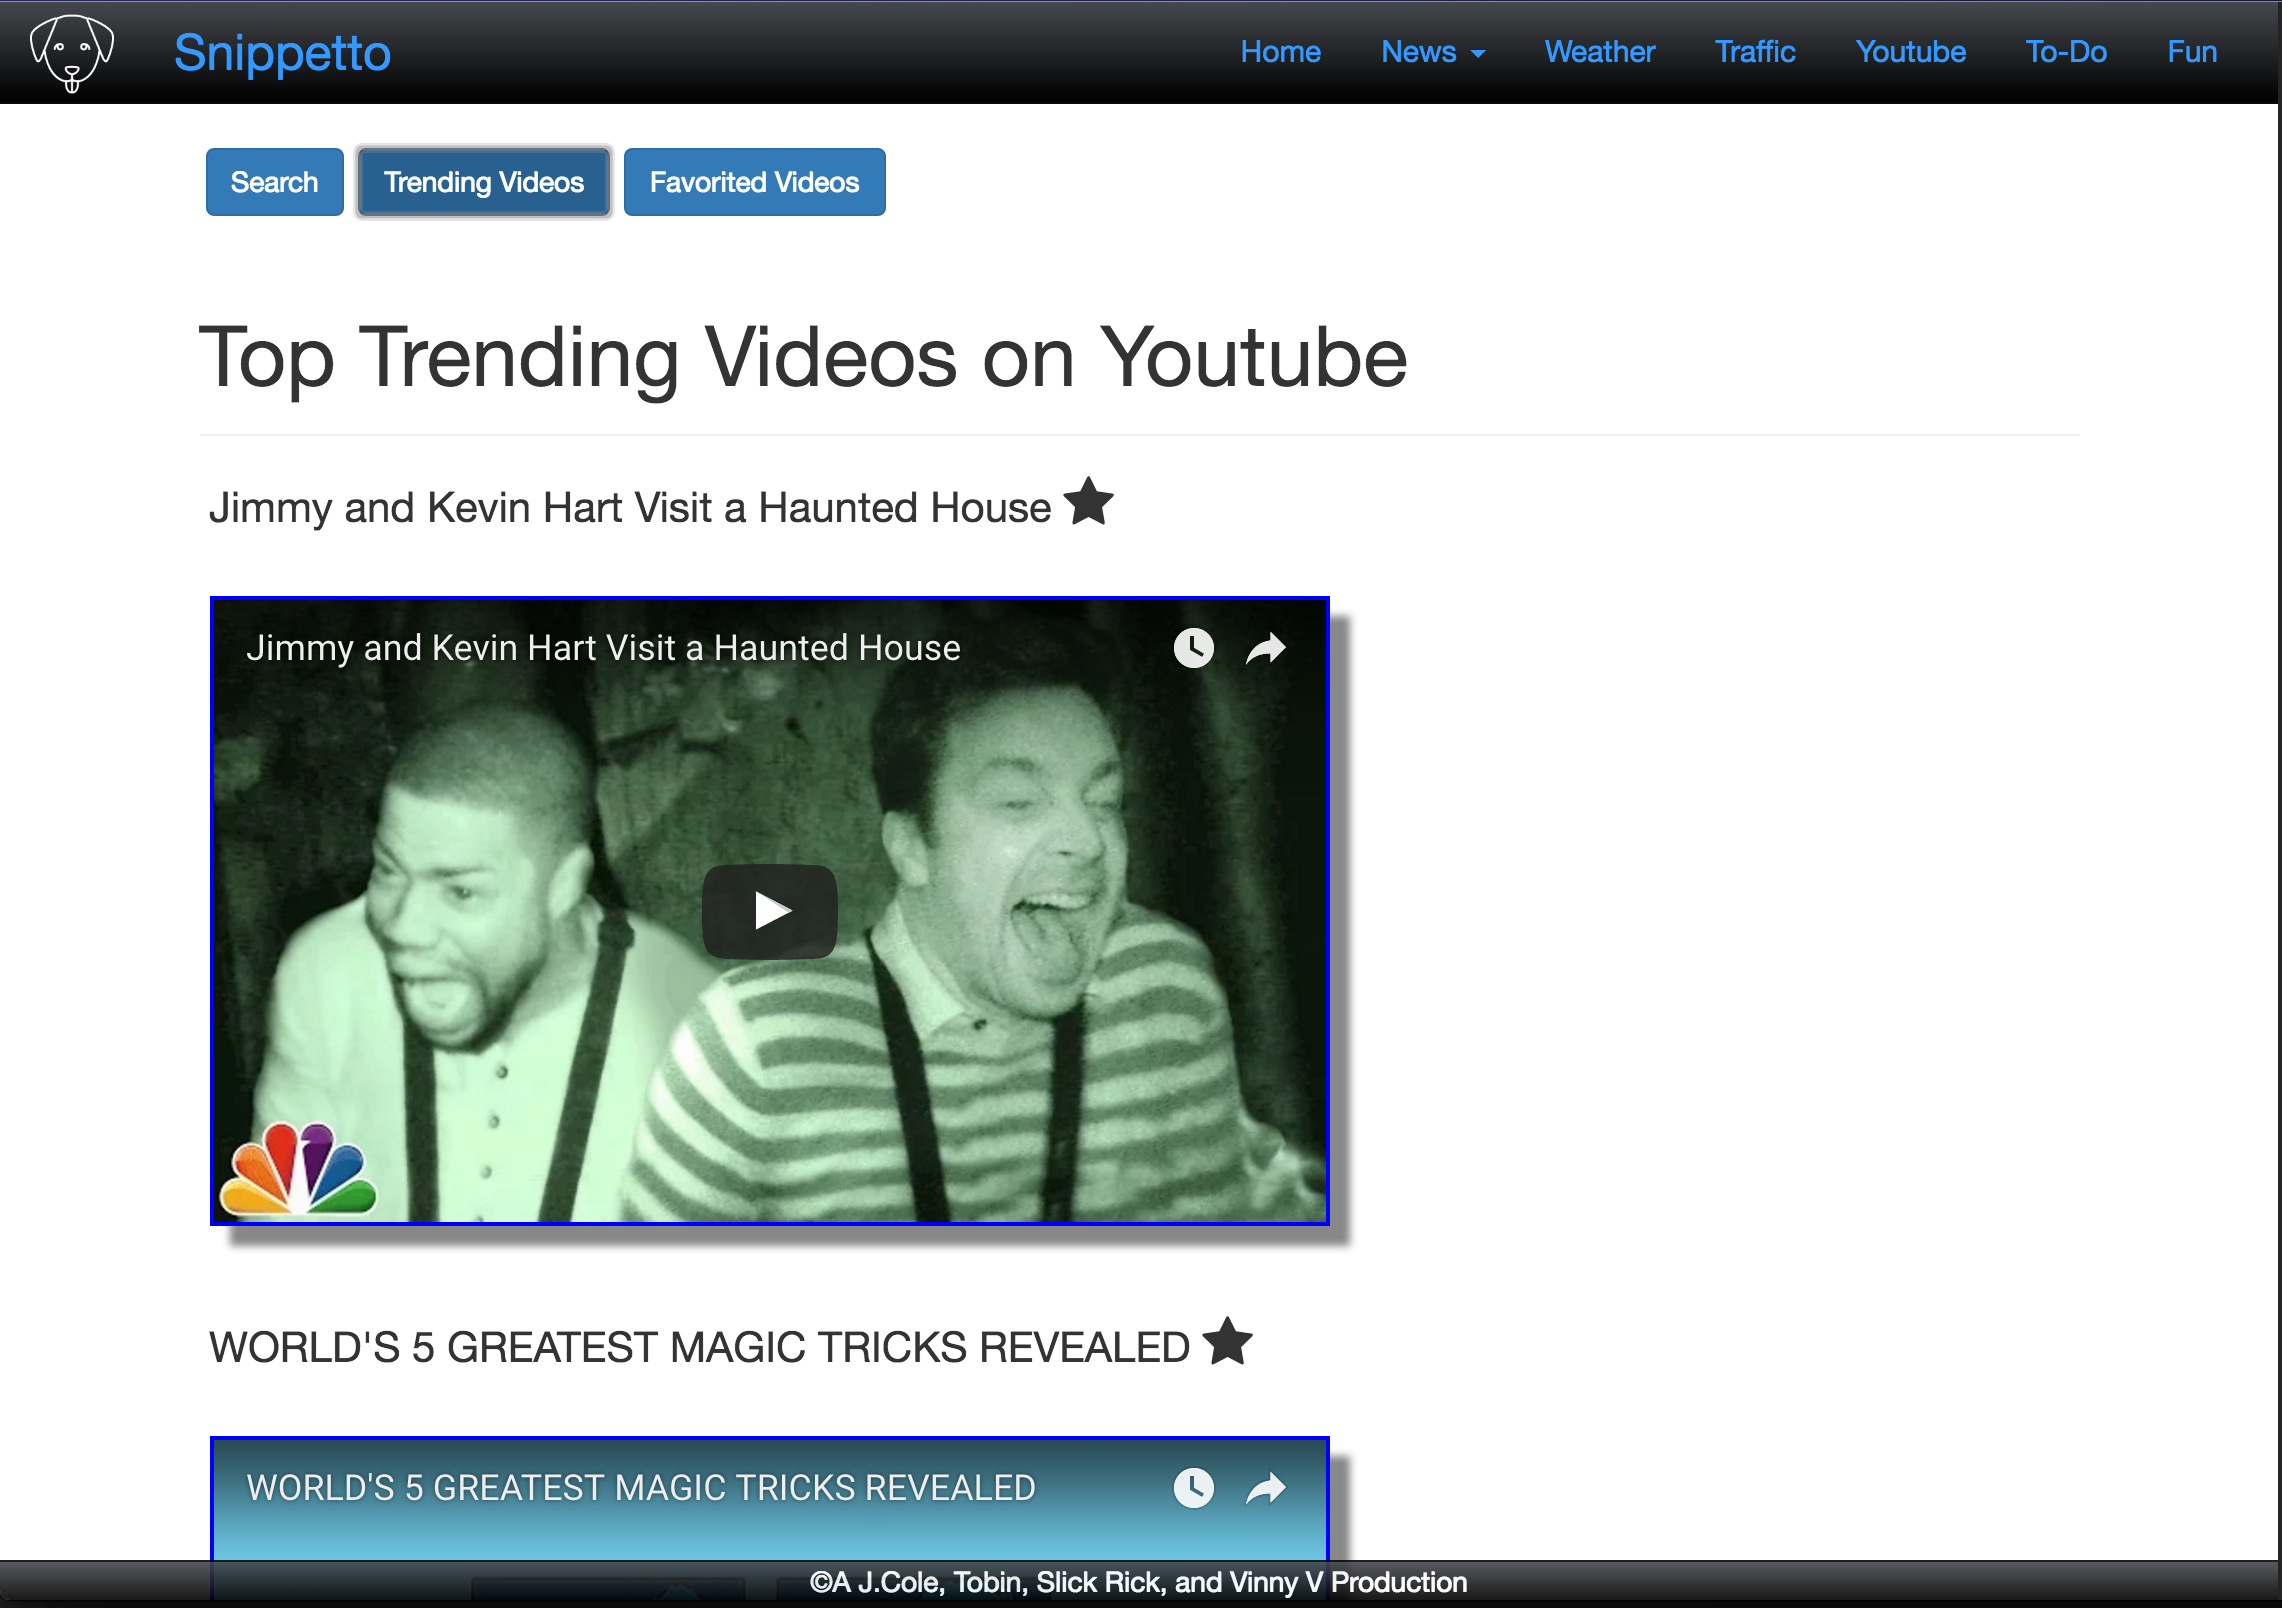 Snippetto
Home News Weather Traffic Youtube To-Do Fun
Search Trending Videos Favorited Videos
Top Trending Videos on Youtube
Jimmy and Kevin Hart Visit a Haunted House
Jimmy and Kevin Hart Visit a Haunted House
WORLD'S 5 GREATEST MAGIC TRICKS REVEALED
WORLD'S 5 GREATEST MAGIC TRICKS REVEALED
©A J.Cole, Tobin, Slick Rick, and Vinny V Production